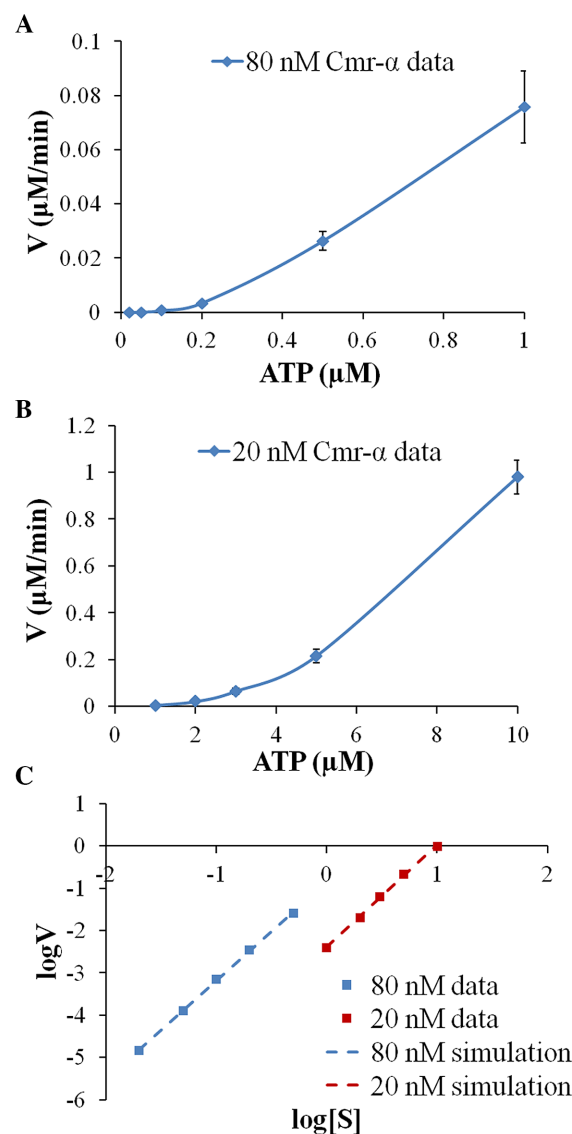 A
0.1
80 nM Cmr-α data
0.08
0.06
0.04
0.02
0
V (μM/min)
0 0.2 0.4 0.6 0.8 1
ATP (μM)
B
1.2
20 nM Cmr-α data
1
0.8
0.6
0.4
0.2
0
V (μM/min)
0 2 4 6 8 10
ATP (μM)
C
1
0
-2 -1 0 1 2
-1
-2
-3
-4
-5
-6
logV
80 nM data
20 nM data
80 nM simulation
20 nM simulation
log[S]